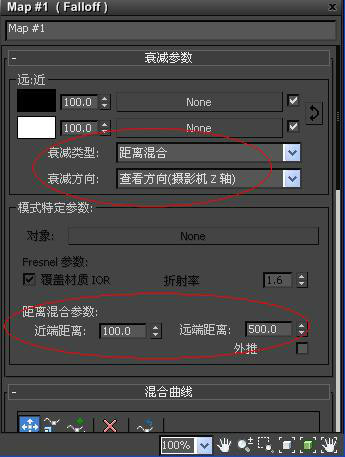 Map #1 ( Falloff )
Map #1
衰减参数
远:近
100.0 None
100.0 None
衰减类型: 距离混合
衰减方向: 查看方向(摄影机 Z 轴)
模式特定参数:
对象: None
Fresnel 参数:
覆盖材质 IOR 折射率 1.6
距离混合参数:
近端距离: 100.0 远端距离: 500.0
外推
混合曲线
100%